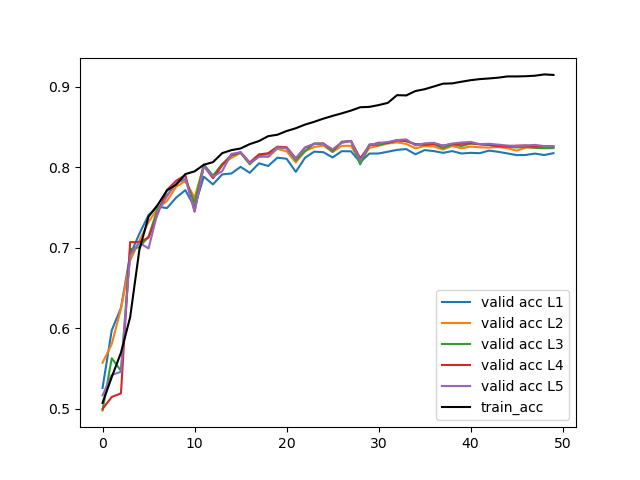 0.9
0.8
0.7
0.6
0.5
0 10 20 30 40 50
valid acc L1
valid acc L2
valid acc L3
valid acc L4
valid acc L5
train_acc